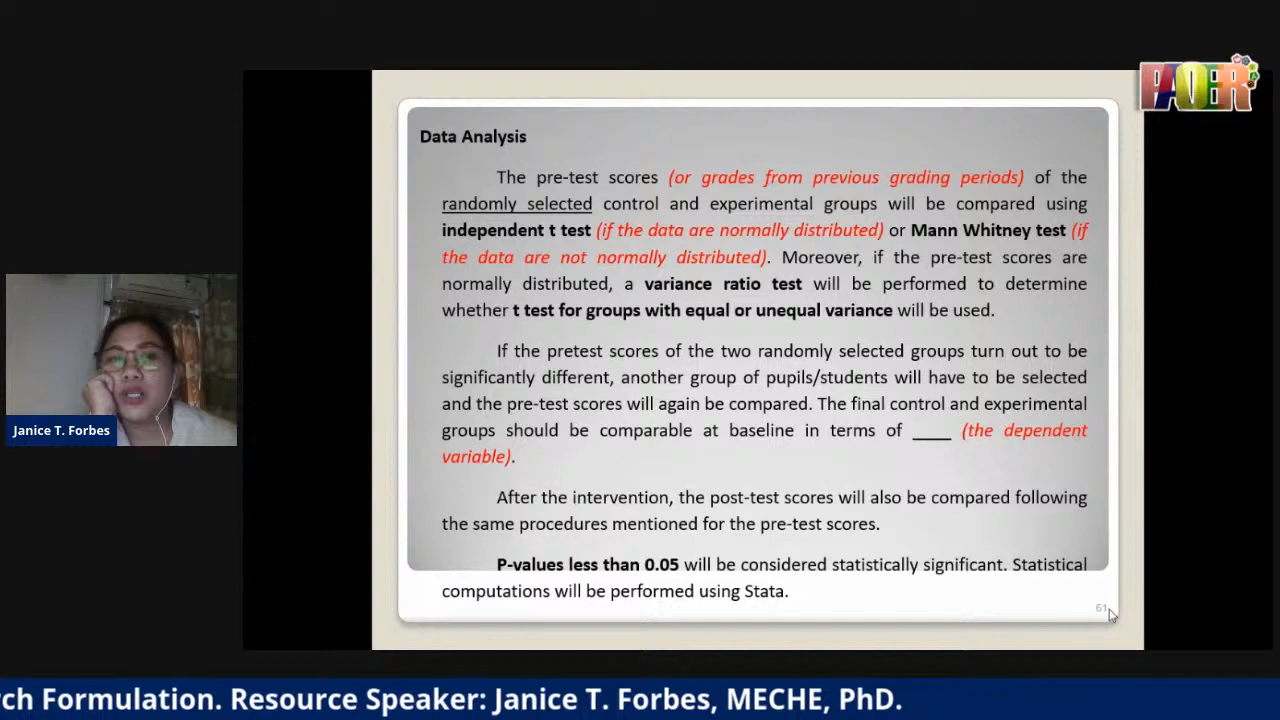 PAOER
Data Analysis
The pre-test scores (or grades from previous grading periods) of the
randomly selected control and experimental groups will be compared using
independent t test (if the data are normally distributed) or Mann Whitney test (if
the data are not normally distributed). Moreover, if the pre-test scores are
normally distributed, a variance ratio test will be performed to determine
whether t test for groups with equal or unequal variance will be used.
If the pretest scores of the two randomly selected groups turn out to be
significantly different, another group of pupils/students will have to be selected
and the pre-test scores will again be compared. The final control and experimental
groups should be comparable at baseline in terms of ____ (the dependent
variable).
After the intervention, the post-test scores will also be compared following
the same procedures mentioned for the pre-test scores.
P-values less than 0.05 will be considered statistically significant. Statistical
computations will be performed using Stata.
61
Janice T. Forbes
rch Formulation. Resource Speaker: Janice T. Forbes, MECHE, PhD.